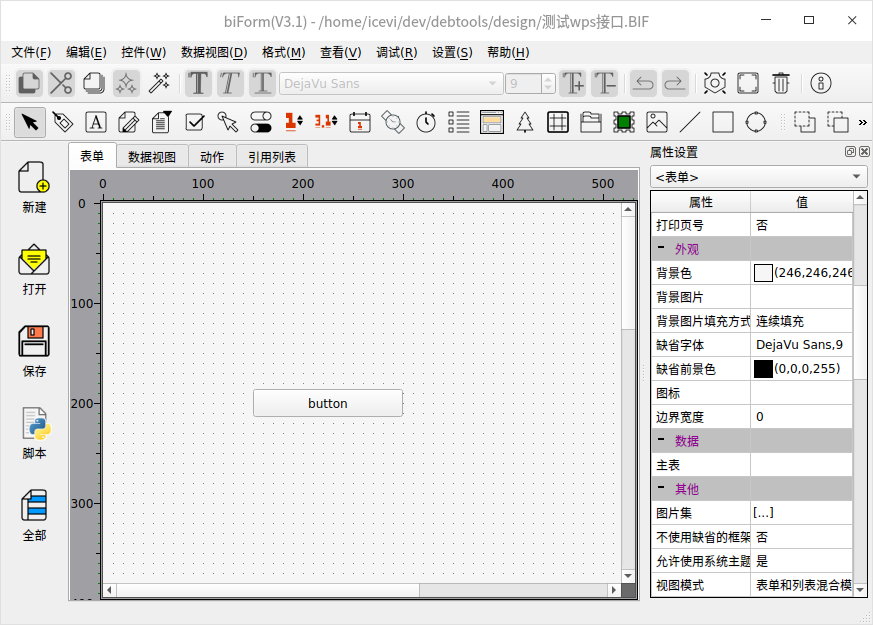 biForm(V3.1) - /home/icevi/dev/debtools/design/测试wps接口.BIF
文件(F) 编辑(E) 控件(W) 数据视图(D) 格式(M) 查看(V) 调试(R) 设置(S) 帮助(H)
T T T DejaVu Sans 9 T+ T-
A 1 1.1 1 »
新建
打开
保存
脚本
全部
表单 数据视图 动作 引用列表
0 100 200 300 400 500
0
100
200
300
button
属性设置
<表单>
属性 值
打印页号 否
外观
背景色 (246,246,246
背景图片
背景图片填充方式 连续填充
缺省字体 DejaVu Sans,9
缺省前景色 (0,0,0,255)
图标
边界宽度 0
数据
主表
其他
图片集 [...]
不使用缺省的框架 否
允许使用系统主题 是
视图模式 表单和列表混合模